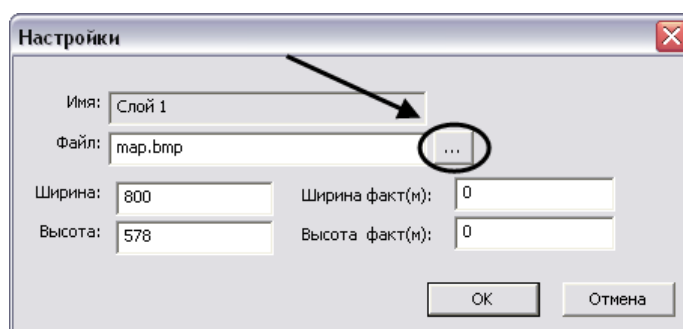 Настройки
Имя: Слой 1
Файл: map.bmp ...
Ширина: 800 Ширина факт(м): 0
Высота: 578 Высота факт(м): 0
OK Отмена